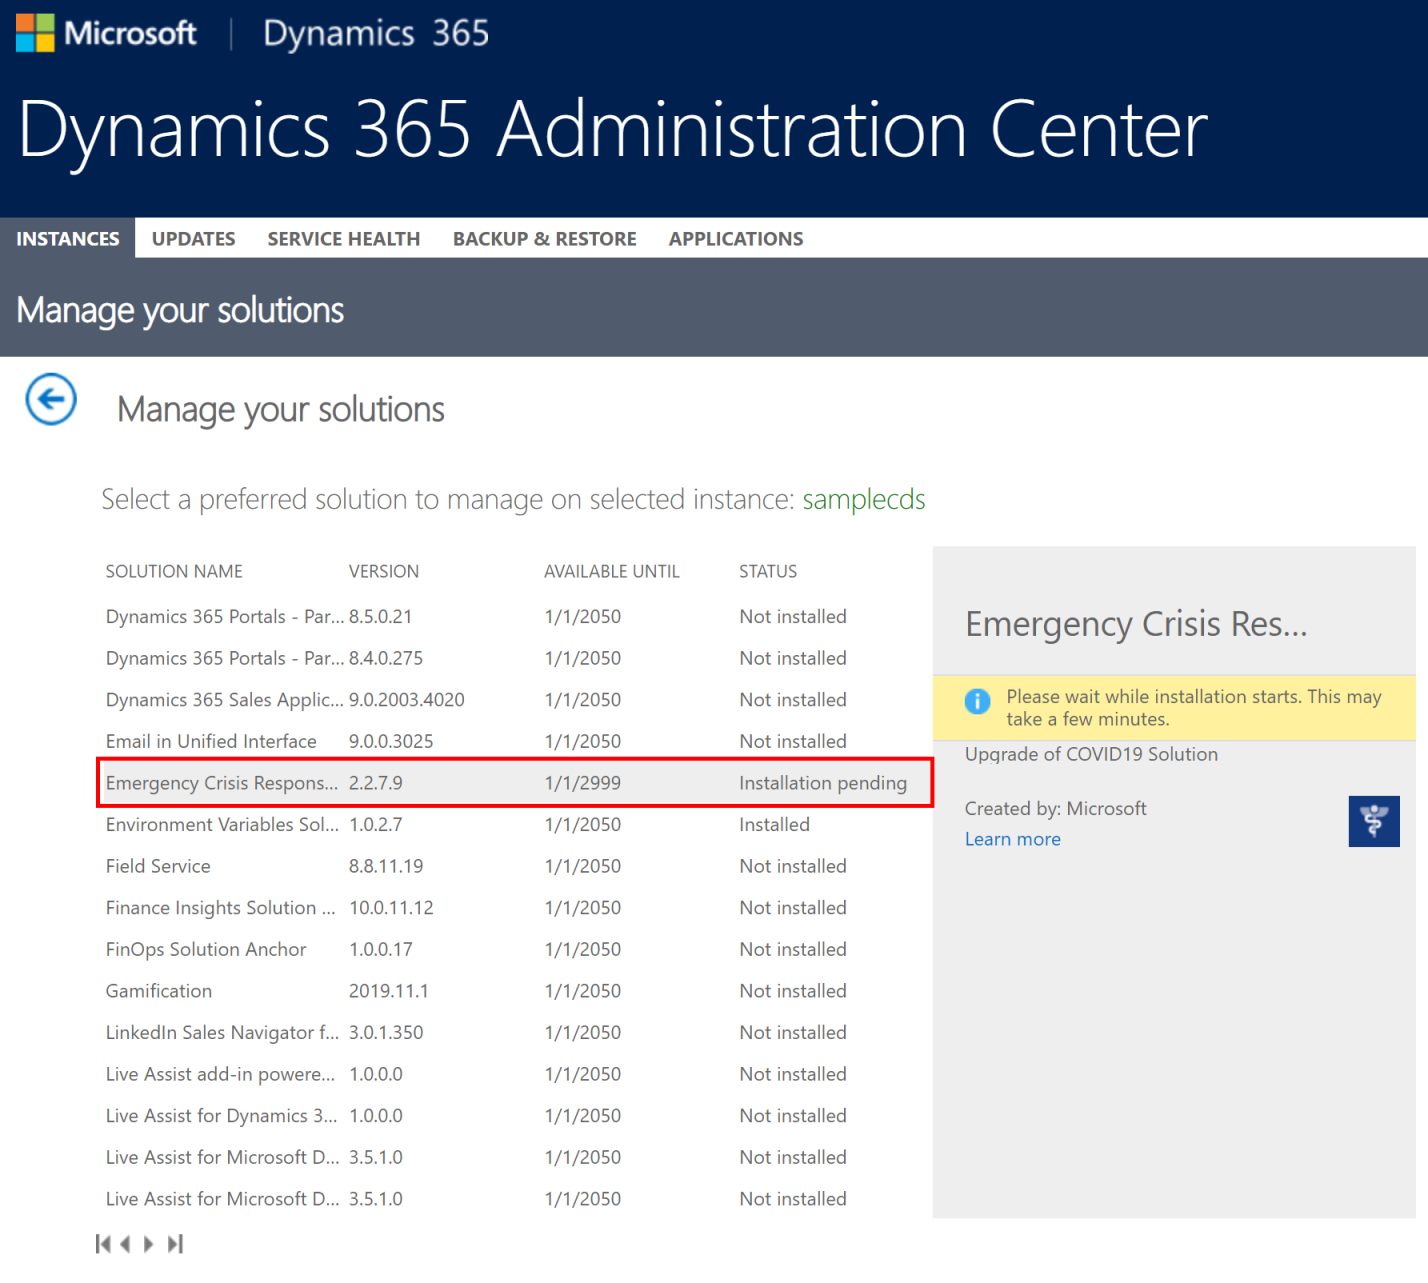 Microsoft | Dynamics 365
Dynamics 365 Administration Center
INSTANCES UPDATES SERVICE HEALTH BACKUP & RESTORE APPLICATIONS
Manage your solutions
Manage your solutions
Select a preferred solution to manage on selected instance: samplecds
SOLUTION NAME VERSION AVAILABLE UNTIL STATUS
Dynamics 365 Portals - Par... 8.5.0.21 1/1/2050 Not installed
Dynamics 365 Portals - Par... 8.4.0.275 1/1/2050 Not installed
Dynamics 365 Sales Applic... 9.0.2003.4020 1/1/2050 Not installed
Email in Unified Interface 9.0.0.3025 1/1/2050 Not installed
Emergency Crisis Respons... 2.2.7.9 1/1/2999 Installation pending
Environment Variables Sol... 1.0.2.7 1/1/2050 Installed
Field Service 8.8.11.19 1/1/2050 Not installed
Finance Insights Solution ... 10.0.11.12 1/1/2050 Not installed
FinOps Solution Anchor 1.0.0.17 1/1/2050 Not installed
Gamification 2019.11.1 1/1/2050 Not installed
LinkedIn Sales Navigator f... 3.0.1.350 1/1/2050 Not installed
Live Assist add-in powere... 1.0.0.0 1/1/2050 Not installed
Live Assist for Dynamics 3... 1.0.0.0 1/1/2050 Not installed
Live Assist for Microsoft D... 3.5.1.0 1/1/2050 Not installed
Live Assist for Microsoft D... 3.5.1.0 1/1/2050 Not installed
Emergency Crisis Res...
Please wait while installation starts. This may
take a few minutes.
Upgrade of COVID19 Solution
Created by: Microsoft
Learn more